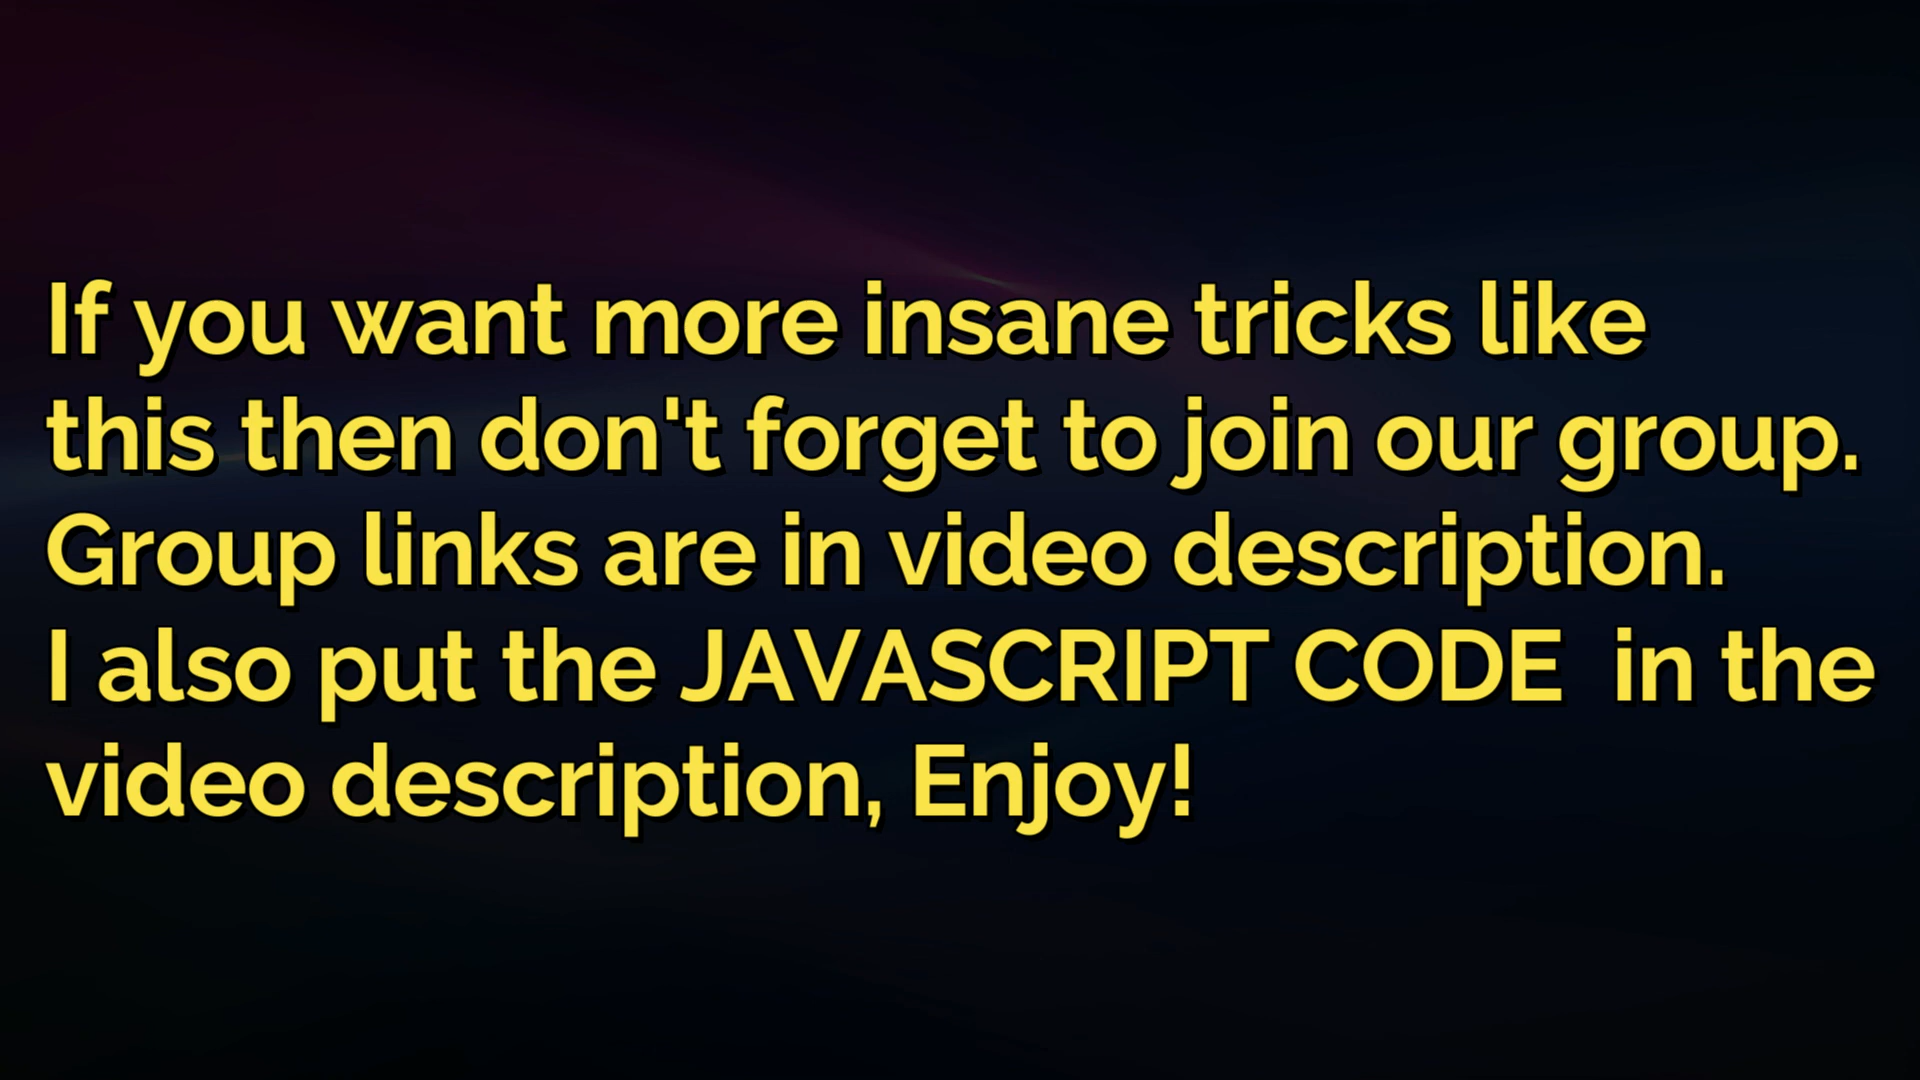 If you want more insane tricks like
this then don't forget to join our group.
Group links are in video description.
I also put the JAVASCRIPT CODE  in the
video description, Enjoy!